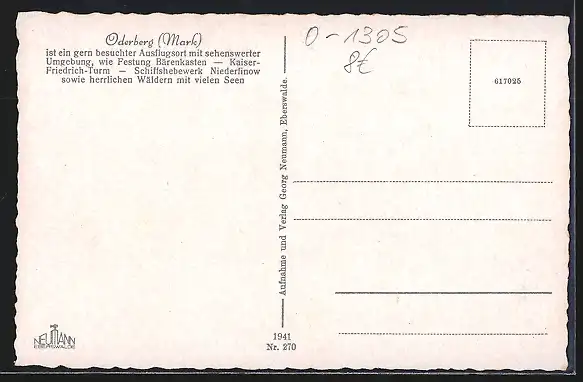 Oderberg (Mark)
ist ein gern besuchter Ausflugsort mit sehenswerter
Umgebung, wie Festung Bärenkasten — Kaiser-
Friedrich-Turm — Schiffshebewerk Niederfinow
sowie herrlichen Wäldern mit vielen Seen
O-1305
8€
617025
Aufnahme und Verlag Georg Neumann, Eberswalde.
1941
Nr. 270
NEUMANN
EBERSWALDE